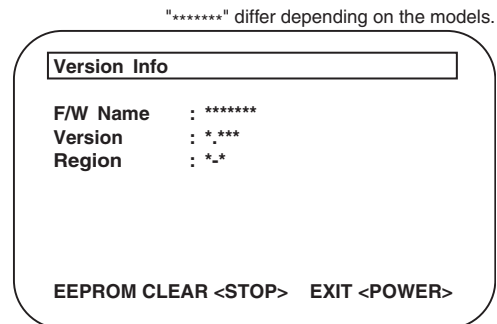 "*******" differ depending on the models.
Version Info
F/W Name : *******
Version : *.***
Region : *-*
EEPROM CLEAR <STOP> EXIT <POWER>